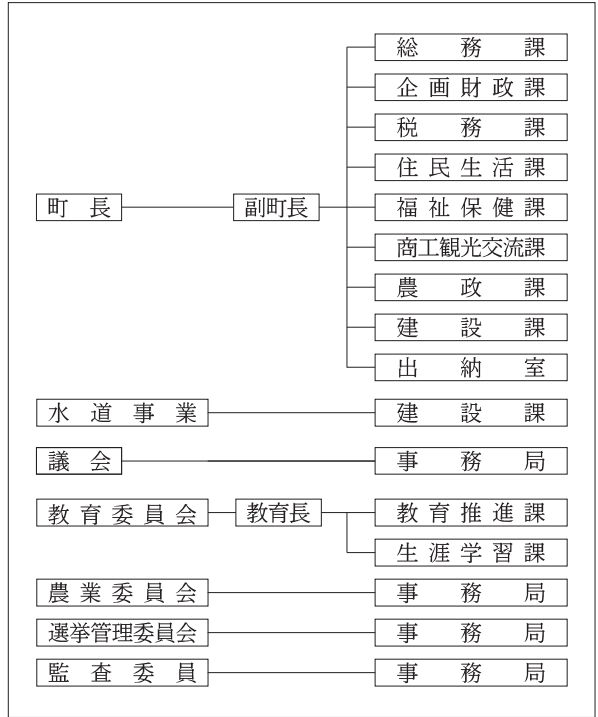 総務課
企画財政課
税務課
住民生活課
町長 副町長 福祉保健課
商工観光交流課
農政課
建設課
出納室
水道事業 建設課
議会 事務局
教育委員会 教育長 教育推進課
生涯学習課
農業委員会 事務局
選挙管理委員会 事務局
監査委員 事務局